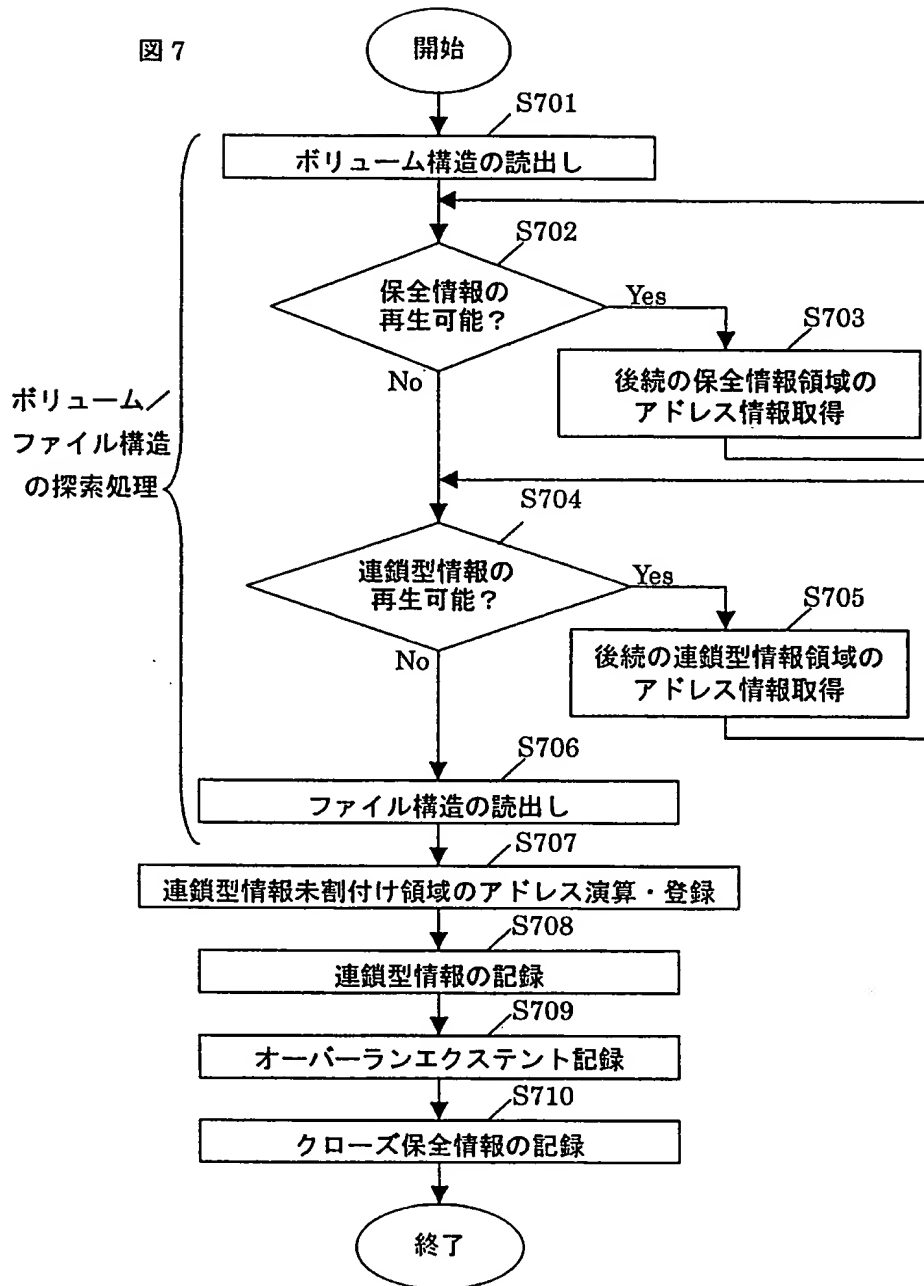 図 7
開始
S701
ボリューム構造の読出し
S702
保全情報の
再生可能？
Yes
No
S703
後続の保全情報領域の
アドレス情報取得
ボリューム／
ファイル構造
の探索処理
S704
連鎖型情報の
再生可能？
Yes
No
S705
後続の連鎖型情報領域の
アドレス情報取得
S706
ファイル構造の読出し
S707
連鎖型情報未割付け領域のアドレス演算・登録
S708
連鎖型情報の記録
S709
オーバーランエクステント記録
S710
クローズ保全情報の記録
終了